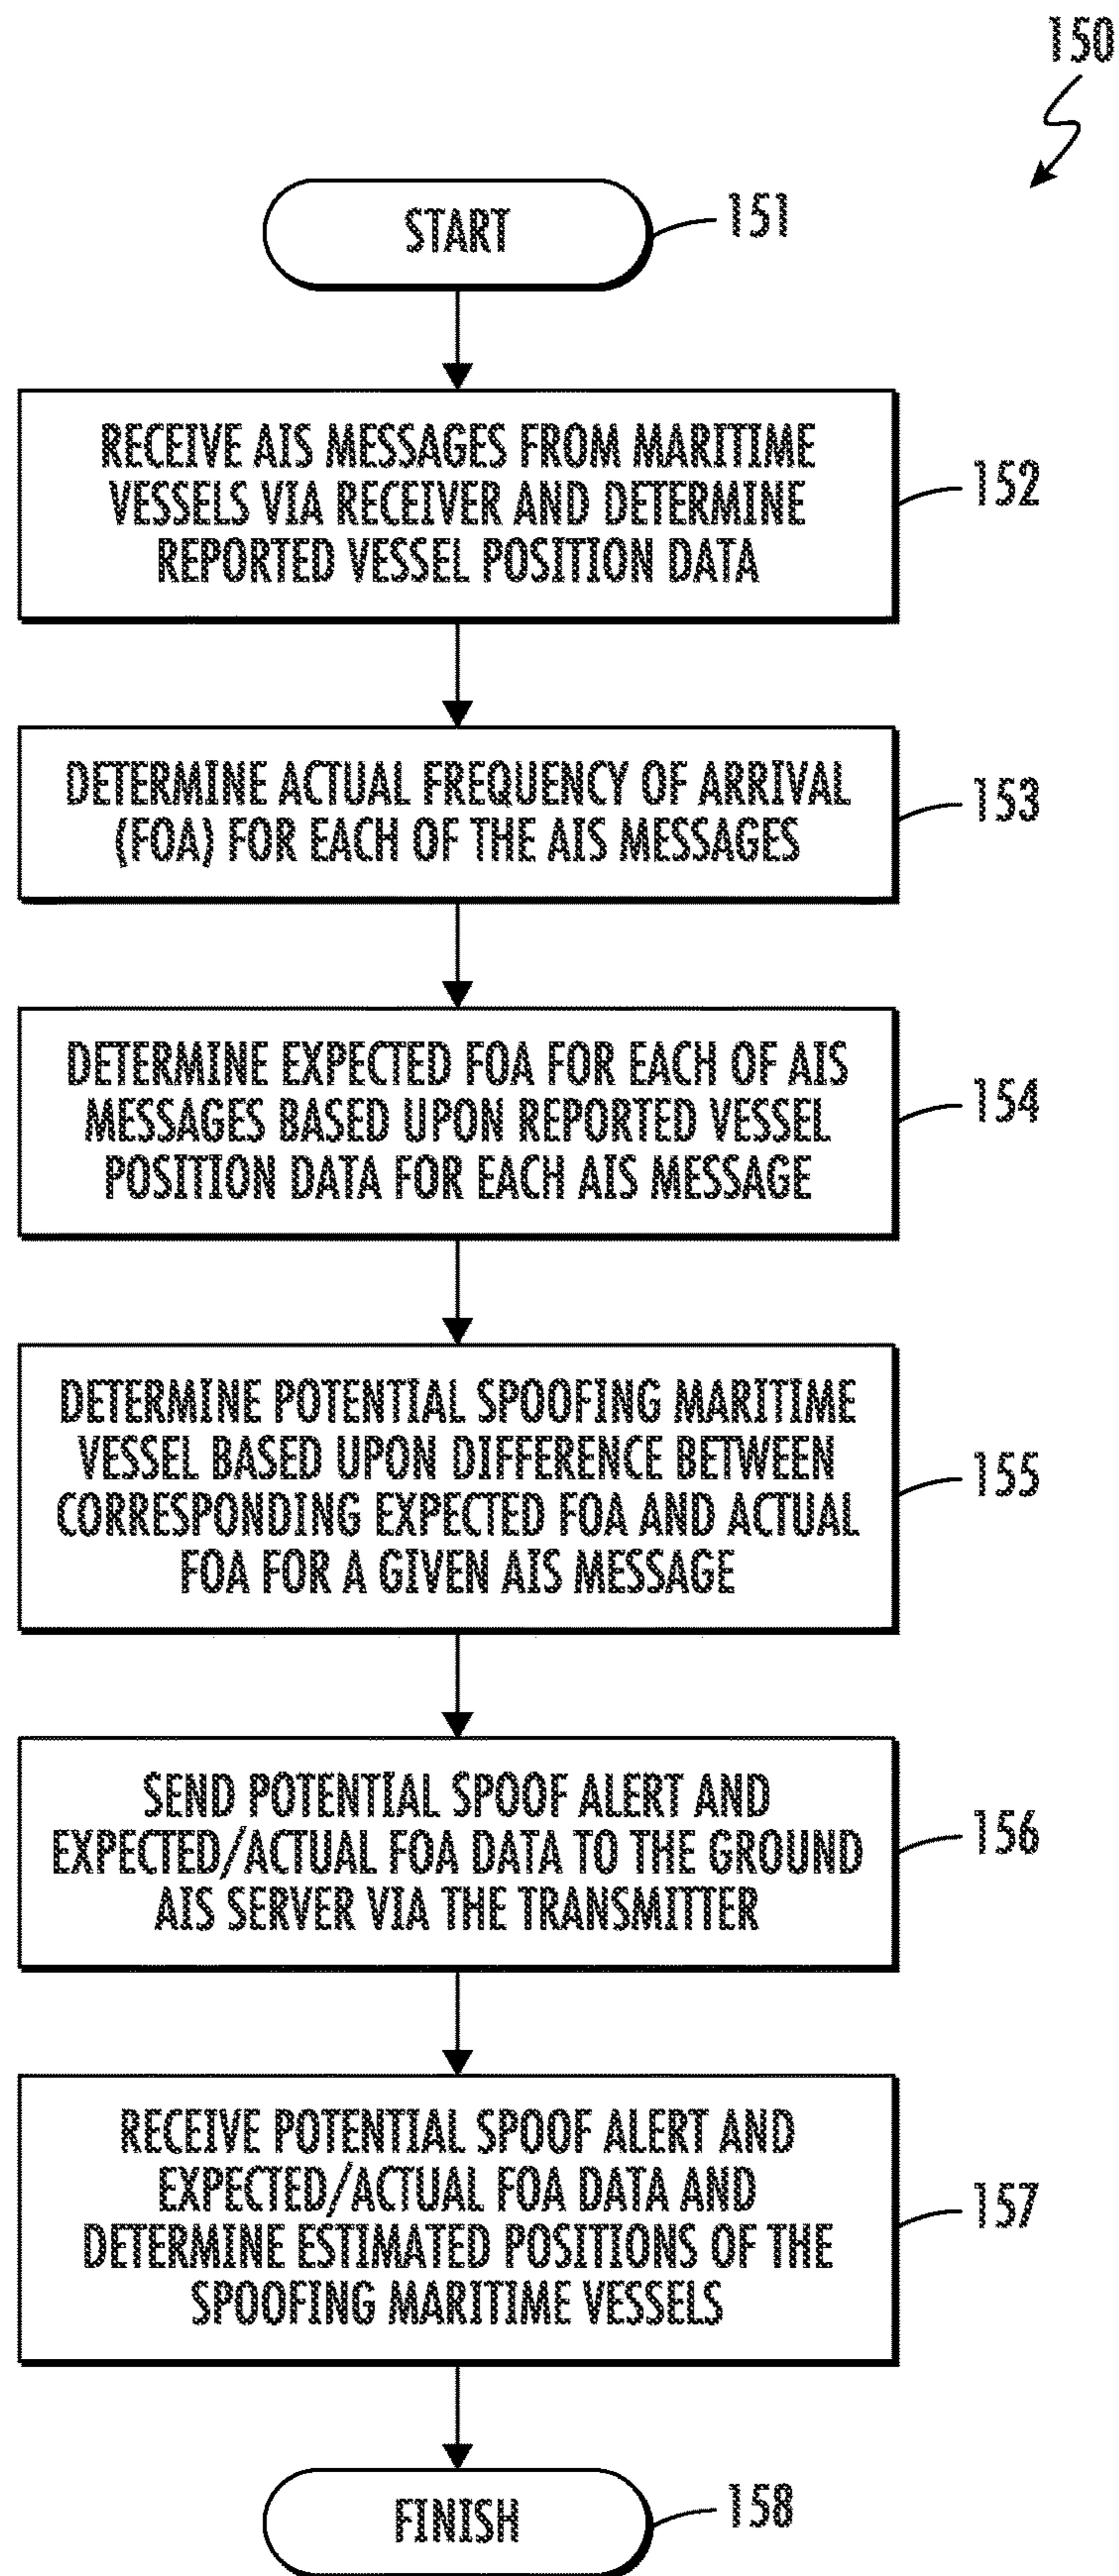 150
START
151
RECEIVE AIS MESSAGES FROM MARITIME
VESSELS VIA RECEIVER AND DETERMINE
REPORTED VESSEL POSITION DATA
152
DETERMINE ACTUAL FREQUENCY OF ARRIVAL
(FOA) FOR EACH OF THE AIS MESSAGES
153
DETERMINE EXPECTED FOA FOR EACH OF AIS
MESSAGES BASED UPON REPORTED VESSEL
POSITION DATA FOR EACH AIS MESSAGE
154
DETERMINE POTENTIAL SPOOFING MARITIME
VESSEL BASED UPON DIFFERENCE BETWEEN
CORRESPONDING EXPECTED FOA AND ACTUAL
FOA FOR A GIVEN AIS MESSAGE
155
SEND POTENTIAL SPOOF ALERT AND
EXPECTED/ACTUAL FOA DATA TO THE GROUND
AIS SERVER VIA THE TRANSMITTER
156
RECEIVE POTENTIAL SPOOF ALERT AND
EXPECTED/ACTUAL FOA DATA AND
DETERMINE ESTIMATED POSITIONS OF THE
SPOOFING MARITIME VESSELS
157
FINISH
158